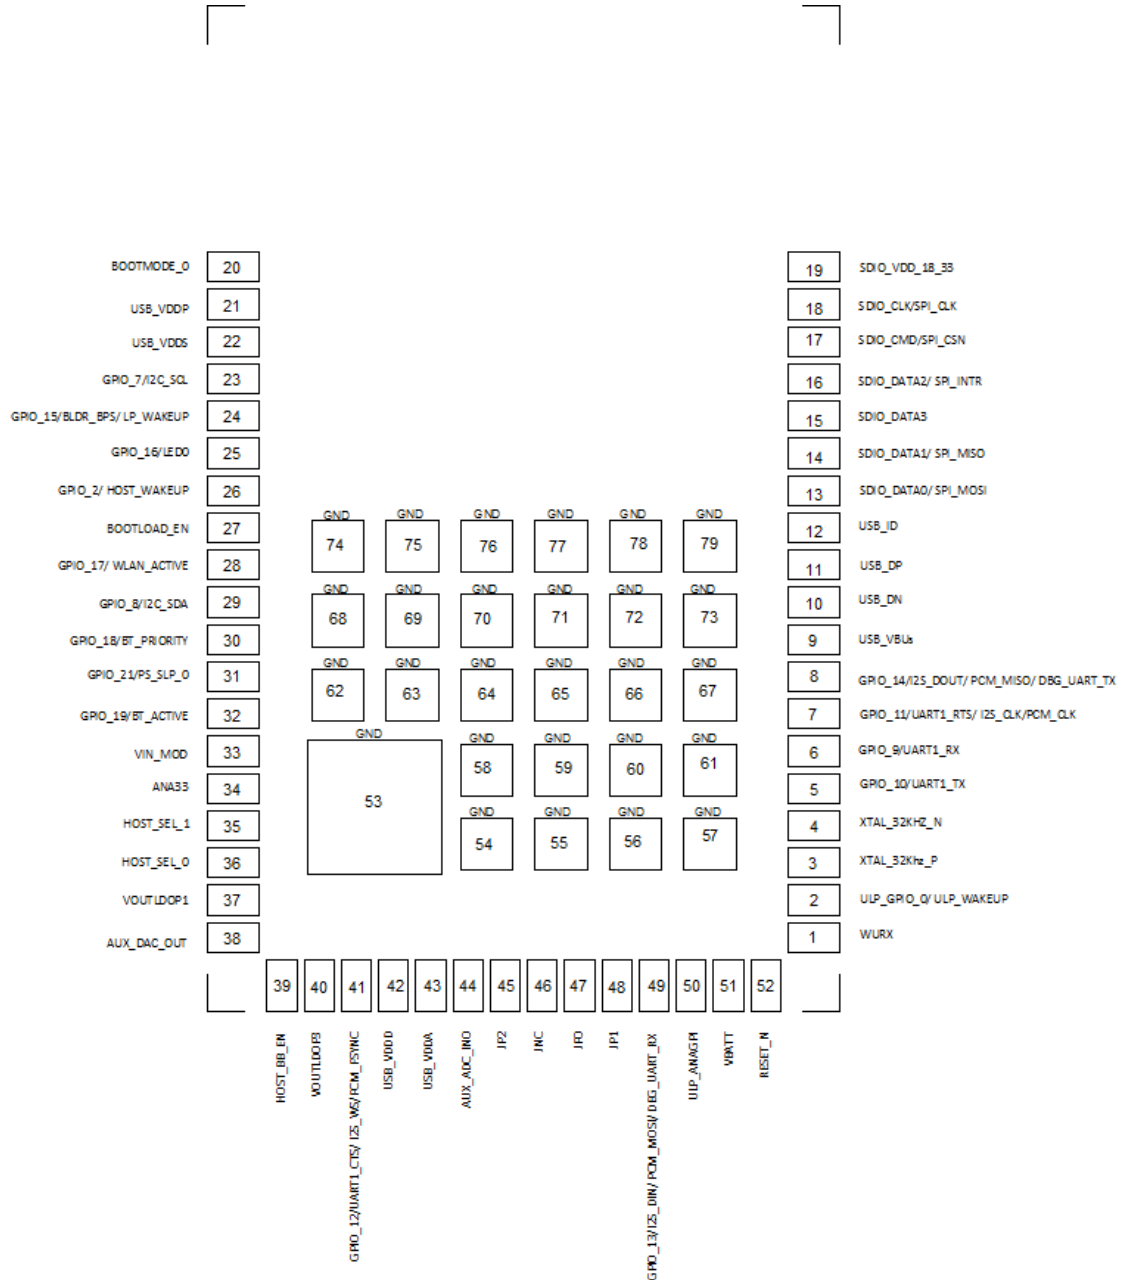 BOOTMODE_0 20
USB_VDDP 21
USB_VDDS 22
GPIO_7/I2C_SCL 23
GPIO_15/BLDR_BPS/ LP_WAKEUP 24
GPIO_16/LED0 25
GPIO_2/ HOST_WAKEUP 26
BOOTLOAD_EN 27
GPIO_17/ WLAN_ACTIVE 28
GPIO_8/I2C_SDA 29
GPIO_18/BT_PRIORITY 30
GPIO_21/PS_SLP_0 31
GPIO_19/BT_ACTIVE 32
VIN_MOD 33
ANA33 34
HOST_SEL_1 35
HOST_SEL_0 36
VOUTLDOP1 37
AUX_DAC_OUT 38
19 SDIO_VDD_18_33
18 SDIO_CLK/SPI_CLK
17 SDIO_CMD/SPI_CSN
16 SDIO_DATA2/ SPI_INTR
15 SDIO_DATA3
14 SDIO_DATA1/ SPI_MISO
13 SDIO_DATA0/ SPI_MOSI
12 USB_ID
11 USB_DP
10 USB_DN
9 USB_VBUs
8 GPIO_14/I2S_DOUT/ PCM_MISO/ DBG_UART_TX
7 GPIO_11/UART1_RTS/ I2S_CLK/PCM_CLK
6 GPIO_9/UART1_RX
5 GPIO_10/UART1_TX
4 XTAL_32KHZ_N
3 XTAL_32KHz_P
2 ULP_GPIO_0/ ULP_WAKEUP
1 WURX
GND GND GND GND GND GND
74 75 76 77 78 79
GND GND GND GND GND GND
68 69 70 71 72 73
GND GND GND GND GND GND
62 63 64 65 66 67
GND GND GND GND GND
53 58 59 60 61
GND GND GND GND
54 55 56 57
39 40 41 42 43 44 45 46 47 48 49 50 51 52
HOST_BB_EN
VOUTLDOP3
GPIO_12/UART1_CTS/ I2S_WS/PCM_FSYNC
USB_VDDD
USB_VDDA
AUX_ADC_IN0
JP2
JNC
JP0
JP1
GPIO_13/I2S_DIN/ PCM_MOSI/ DBG_UART_RX
ULP_ANAGPI
VBATT
RESET_N